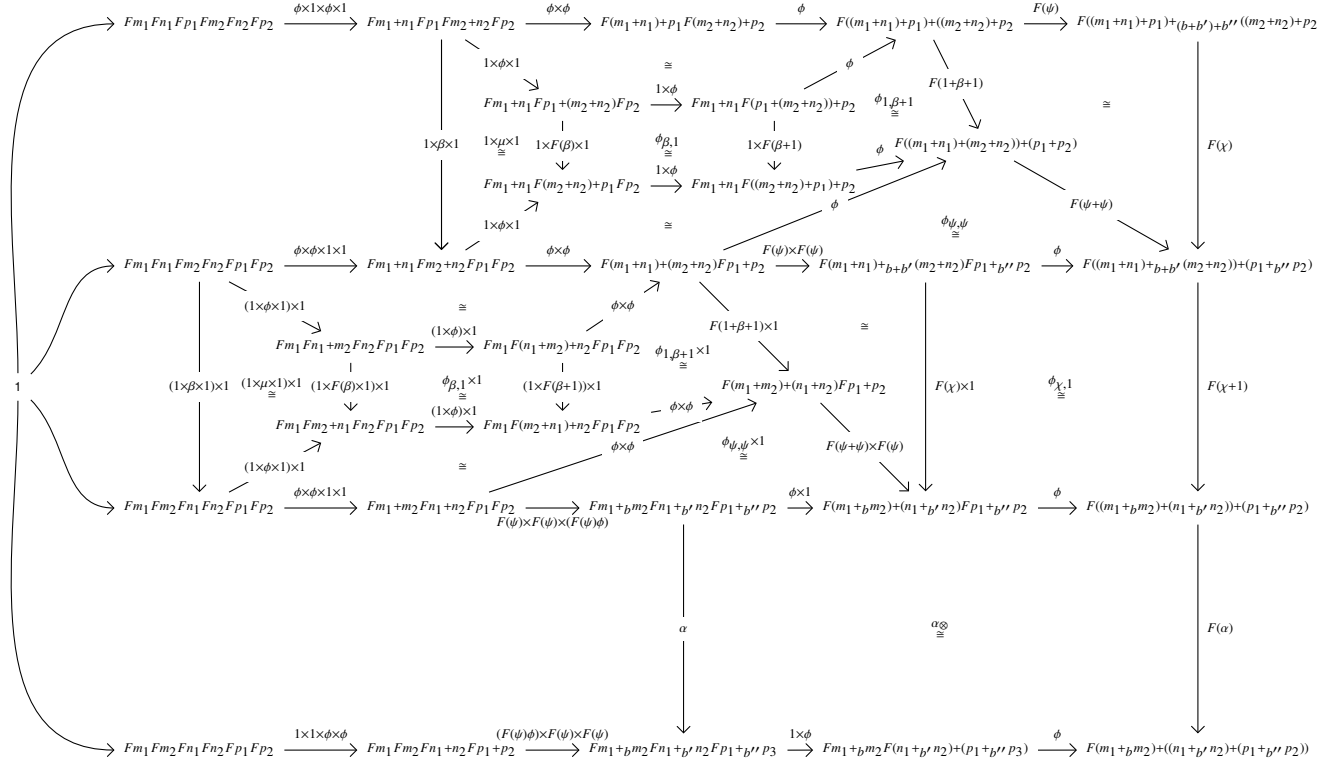 ϕ×1×ϕ×1 ϕ×ϕ ϕ F(ψ)
Fm₁Fn₁Fp₁Fm₂Fn₂Fp₂ Fm₁+n₁Fp₁Fm₂+n₂Fp₂ F(m₁+n₁)+p₁F(m₂+n₂)+p₂ F((m₁+n₁)+p₁)+((m₂+n₂)+p₂ F((m₁+n₁)+p₁)+₍b+b′₎+b″((m₂+n₂)+p₂
1×ϕ×1 ≅ ϕ F(1+β+1)
1×ϕ
Fm₁+n₁Fp₁+(m₂+n₂)Fp₂ Fm₁+n₁F(p₁+(m₂+n₂))+p₂ ϕ₁,β+1 ≅ ≅
1×β×1 1×μ×1 ≅ 1×F(β)×1 ϕβ,1 ≅ 1×F(β+1) ϕ F((m₁+n₁)+(m₂+n₂))+(p₁+p₂) F(χ)
1×ϕ
Fm₁+n₁F(m₂+n₂)+p₁Fp₂ Fm₁+n₁F((m₂+n₂)+p₁)+p₂
1×ϕ×1 ≅ ϕ F(ψ+ψ)
ϕψ,ψ ≅
ϕ×ϕ×1×1 ϕ×ϕ F(ψ)×F(ψ) ϕ
Fm₁Fn₁Fm₂Fn₂Fp₁Fp₂ Fm₁+n₁Fm₂+n₂Fp₁Fp₂ F(m₁+n₁)+(m₂+n₂)Fp₁+p₂ F(m₁+n₁)+b+b′(m₂+n₂)Fp₁+b″p₂ F((m₁+n₁)+b+b′(m₂+n₂))+(p₁+b″p₂)
(1×ϕ×1)×1 ≅ ϕ×ϕ F(1+β+1)×1 ≅
(1×ϕ)×1
Fm₁Fn₁+m₂Fn₂Fp₁Fp₂ Fm₁F(n₁+m₂)+n₂Fp₁Fp₂ ϕ₁,β+1×1 ≅
1 (1×β×1)×1 (1×μ×1)×1 ≅ (1×F(β)×1)×1 ϕβ,1×1 ≅ (1×F(β+1))×1 F(m₁+m₂)+(n₁+n₂)Fp₁+p₂ F(χ)×1 ϕχ,1 ≅ F(χ+1)
(1×ϕ)×1 ϕ×ϕ
Fm₁Fm₂+n₁Fn₂Fp₁Fp₂ Fm₁F(m₂+n₁)+n₂Fp₁Fp₂
(1×ϕ×1)×1 ≅ ϕ×ϕ ϕψ,ψ×1 ≅ F(ψ+ψ)×F(ψ)
ϕ×ϕ×1×1 ϕ×1 ϕ
Fm₁Fm₂Fn₁Fn₂Fp₁Fp₂ Fm₁+m₂Fn₁+n₂Fp₁Fp₂ Fm₁+bm₂Fn₁+b′n₂Fp₁+b″p₂ F(m₁+bm₂)+(n₁+b′n₂)Fp₁+b″p₂ F((m₁+bm₂)+(n₁+b′n₂))+(p₁+b″p₂)
F(ψ)×F(ψ)×(F(ψ)ϕ)
α α⊗ ≅ F(α)
1×1×ϕ×ϕ (F(ψ)ϕ)×F(ψ)×F(ψ) 1×ϕ ϕ
Fm₁Fm₂Fn₁Fn₂Fp₁Fp₂ Fm₁Fm₂Fn₁+n₂Fp₁+p₂ Fm₁+bm₂Fn₁+b′n₂Fp₁+b″p₃ Fm₁+bm₂F(n₁+b′n₂)+(p₁+b″p₃) F(m₁+bm₂)+((n₁+b′n₂)+(p₁+b″p₂))